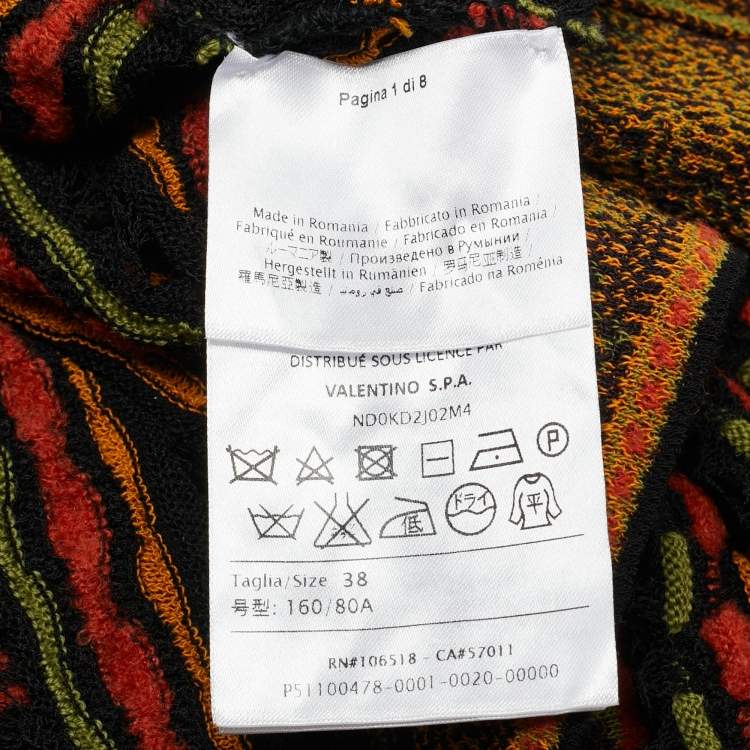 Pagina 1 di 8
Made in Romania / Fabbricato in Romania /
Fabriqué en Roumanie / Fabricado en Romania /
ルーマニア製 / Произведено в Румынии /
Hergestellt in Rumänien / 罗马尼亚制造 /
羅馬尼亞製造 / صنع في رومانيا / Fabricado na Roménia
DISTRIBUÉ SOUS LICENCE PAR
VALENTINO S.P.A.
ND0KD2J02M4
P
低 ドライ 平
Taglia/Size 38
号型: 160/80A
RN#106518 - CA#57011
P51100478-0001-0020-00000